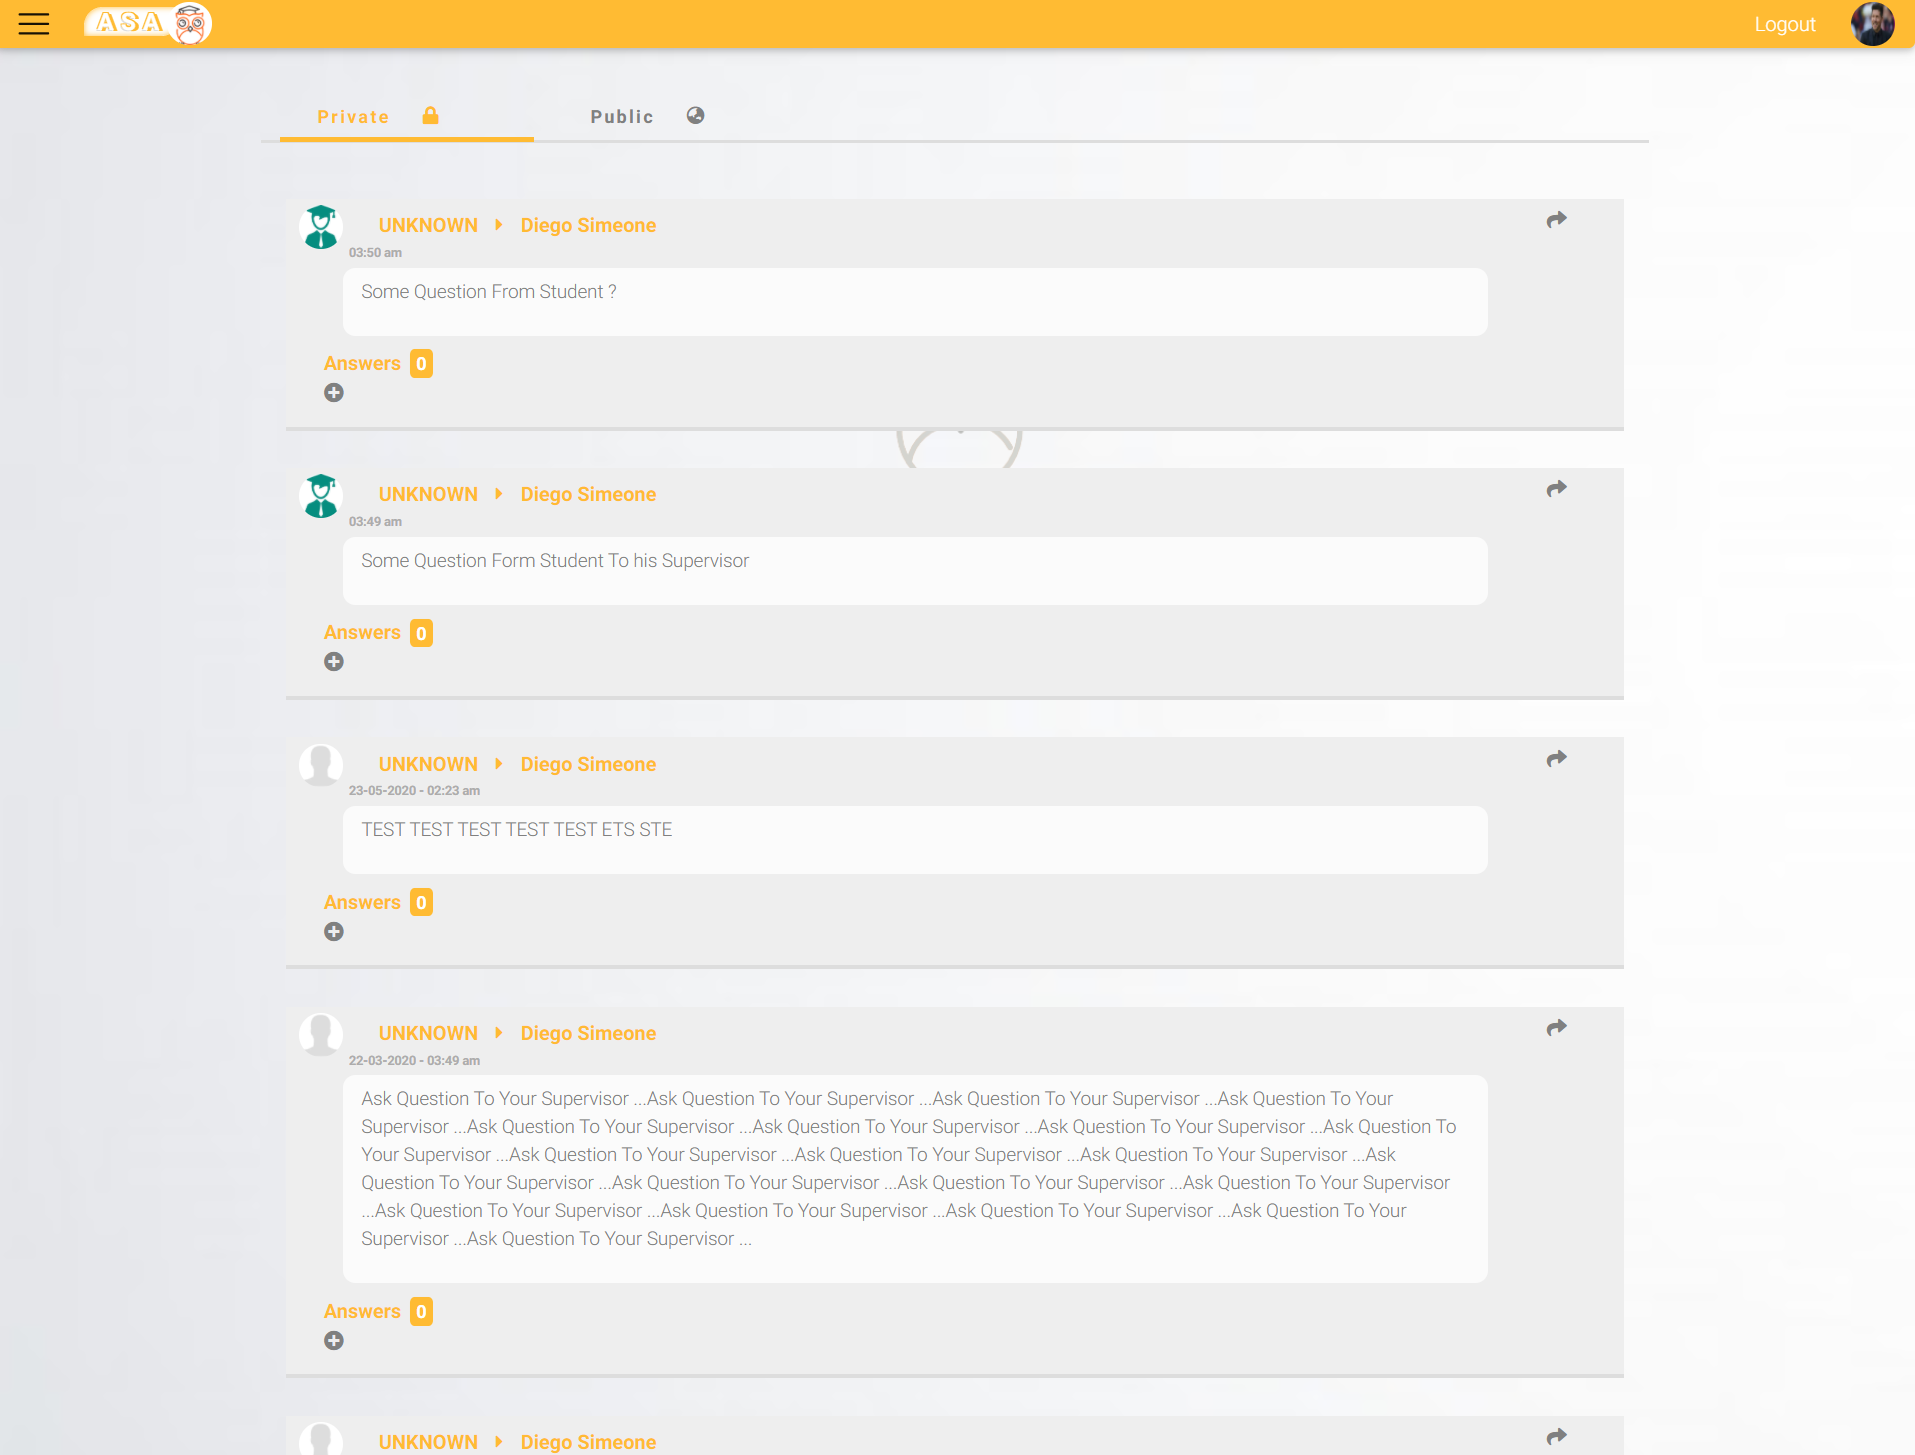 ASA
Logout
Private
Public
UNKNOWN Diego Simeone
03:50 am
Some Question From Student ?
Answers 0
UNKNOWN Diego Simeone
03:49 am
Some Question Form Student To his Supervisor
Answers 0
UNKNOWN Diego Simeone
23-05-2020 - 02:23 am
TEST TEST TEST TEST TEST ETS STE
Answers 0
UNKNOWN Diego Simeone
22-03-2020 - 03:49 am
Ask Question To Your Supervisor ...Ask Question To Your Supervisor ...Ask Question To Your Supervisor ...Ask Question To Your
Supervisor ...Ask Question To Your Supervisor ...Ask Question To Your Supervisor ...Ask Question To Your Supervisor ...Ask Question To
Your Supervisor ...Ask Question To Your Supervisor ...Ask Question To Your Supervisor ...Ask Question To Your Supervisor ...Ask
Question To Your Supervisor ...Ask Question To Your Supervisor ...Ask Question To Your Supervisor ...Ask Question To Your Supervisor
...Ask Question To Your Supervisor ...Ask Question To Your Supervisor ...Ask Question To Your Supervisor ...Ask Question To Your
Supervisor ...Ask Question To Your Supervisor ...
Answers 0
UNKNOWN Diego Simeone